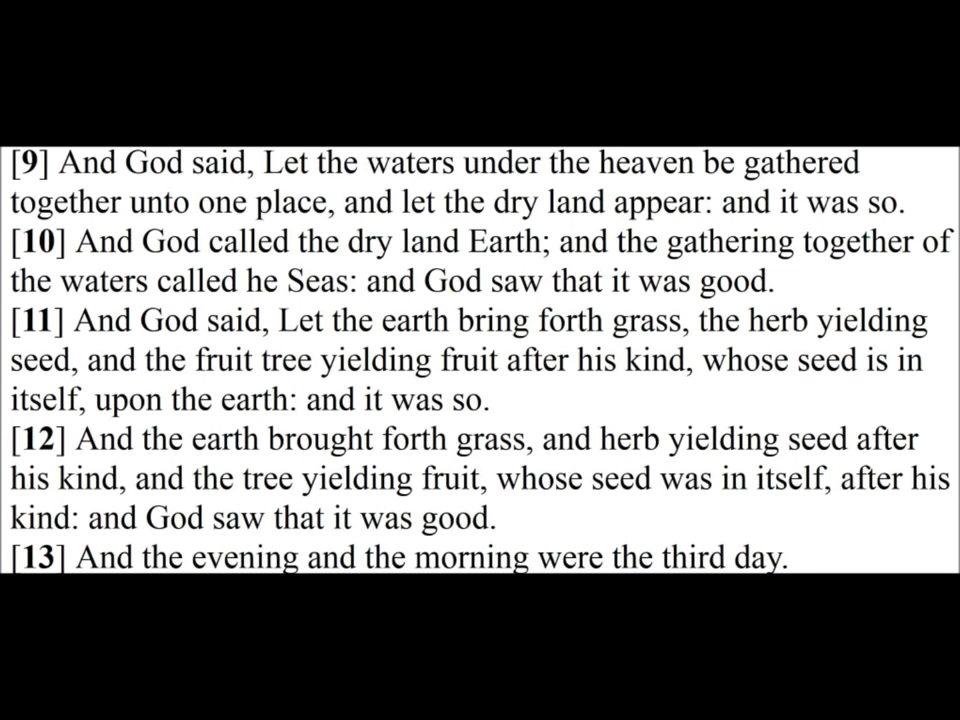 [9] And God said, Let the waters under the heaven be gathered
together unto one place, and let the dry land appear: and it was so.
[10] And God called the dry land Earth; and the gathering together of
the waters called he Seas: and God saw that it was good.
[11] And God said, Let the earth bring forth grass, the herb yielding
seed, and the fruit tree yielding fruit after his kind, whose seed is in
itself, upon the earth: and it was so.
[12] And the earth brought forth grass, and herb yielding seed after
his kind, and the tree yielding fruit, whose seed was in itself, after his
kind: and God saw that it was good.
[13] And the evening and the morning were the third day.